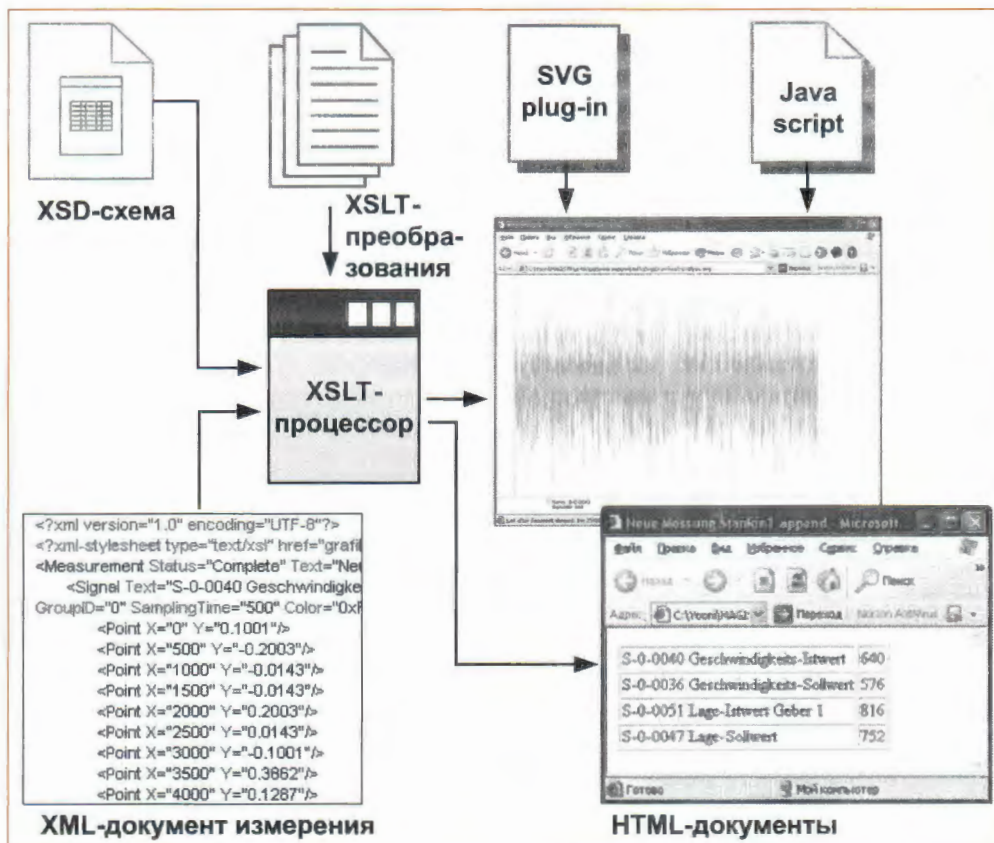 XSD-схема
XSLT-
преобра-
зования
SVG
plug-in
Java
script
XSLT-
процессор
<?xml version="1.0" encoding="UTF-8"?>
<?xml-stylesheet type="text/xsl" href="grafi
<Measurement Status="Complete" Text="Neu
<Signal Text="S-0-0040 Geschwindigke
GroupID="0" SamplingTime="500" Color="0xF
<Point X="0" Y="0.1001"/>
<Point X="500" Y="-0.2003"/>
<Point X="1000" Y="-0.0143"/>
<Point X="1500" Y="-0.0143"/>
<Point X="2000" Y="0.2003"/>
<Point X="2500" Y="0.0143"/>
<Point X="3000" Y="-0.1001"/>
<Point X="3500" Y="0.3862"/>
<Point X="4000" Y="0.1287"/>
XML-документ измерения
Neue Messung Stankin1 append - Microsoft
Файл Правка Вид Избранное Сервис Справка
Назад Поиск
Адрес: Переход Norton AntiVirus
S-0-0040 Geschwindigkeits-Istwert 640
S-0-0036 Geschwindigkeits-Sollwert 576
S-0-0051 Lage-Istwert Geber 1 816
S-0-0047 Lage-Sollwert 752
Готово Мой компьютер
HTML-документы